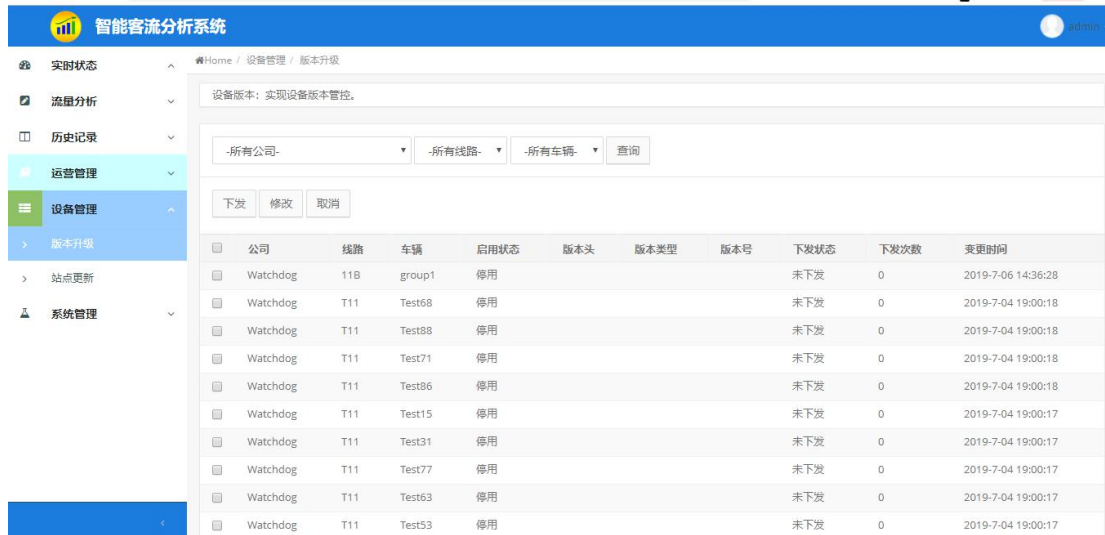 智能客流分析系统
admin
实时状态
流量分析
历史记录
运营管理
设备管理
版本升级
站点更新
系统管理
Home / 设备管理 / 版本升级
设备版本：实现设备版本管控。
-所有公司- -所有线路- -所有车辆- 查询
下发 修改 取消
公司 线路 车辆 启用状态 版本头 版本类型 版本号 下发状态 下发次数 变更时间
Watchdog 11B group1 停用 未下发 0 2019-7-06 14:36:28
Watchdog T11 Test68 停用 未下发 0 2019-7-04 19:00:18
Watchdog T11 Test88 停用 未下发 0 2019-7-04 19:00:18
Watchdog T11 Test71 停用 未下发 0 2019-7-04 19:00:18
Watchdog T11 Test86 停用 未下发 0 2019-7-04 19:00:18
Watchdog T11 Test15 停用 未下发 0 2019-7-04 19:00:17
Watchdog T11 Test31 停用 未下发 0 2019-7-04 19:00:17
Watchdog T11 Test77 停用 未下发 0 2019-7-04 19:00:17
Watchdog T11 Test63 停用 未下发 0 2019-7-04 19:00:17
Watchdog T11 Test53 停用 未下发 0 2019-7-04 19:00:17